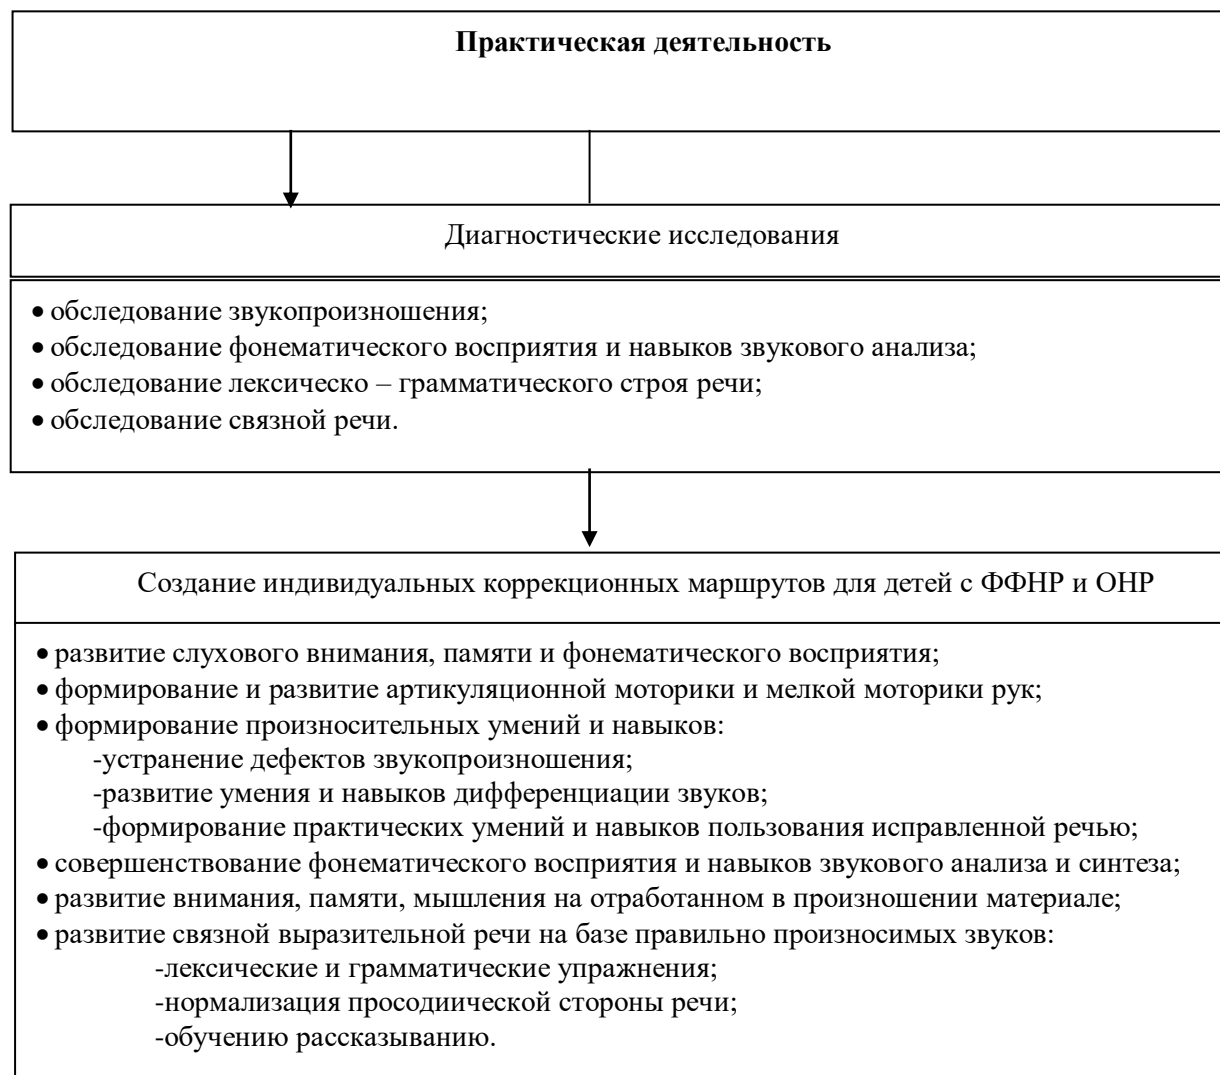 Практическая деятельность
Диагностические исследования
• обследование звукопроизношения;
• обследование фонематического восприятия и навыков звукового анализа;
• обследование лексическо – грамматического строя речи;
• обследование связной речи.
Создание индивидуальных коррекционных маршрутов для детей с ФФНР и ОНР
• развитие слухового внимания, памяти и фонематического восприятия;
• формирование и развитие артикуляционной моторики и мелкой моторики рук;
• формирование произносительных умений и навыков:
-устранение дефектов звукопроизношения;
-развитие умения и навыков дифференциации звуков;
-формирование практических умений и навыков пользования исправленной речью;
• совершенствование фонематического восприятия и навыков звукового анализа и синтеза;
• развитие внимания, памяти, мышления на отработанном в произношении материале;
• развитие связной выразительной речи на базе правильно произносимых звуков:
-лексические и грамматические упражнения;
-нормализация просодиической стороны речи;
-обучению рассказыванию.